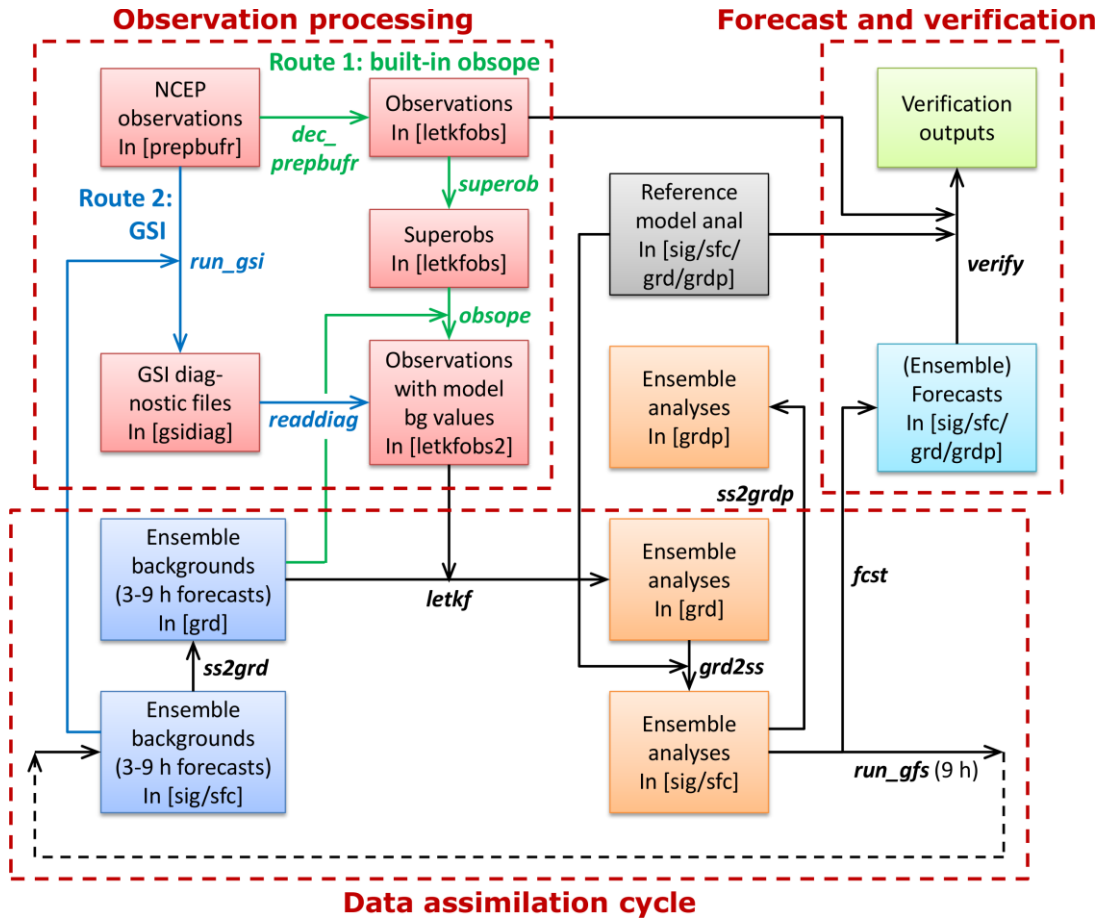 Observation processing
Forecast and verification
Route 1: built-in obsope
NCEP
observations
In [prepbufr]
dec_
prepbufr
Observations
In [letkfobs]
superob
Route 2:
GSI
run_gsi
Superobs
In [letkfobs]
obsope
GSI diag-
nostic files
In [gsidiag]
readdiag
Observations
with model
bg values
In [letkfobs2]
Reference
model anal
In [sig/sfc/
grd/grdp]
Verification
outputs
verify
(Ensemble)
Forecasts
In [sig/sfc/
grd/grdp]
Ensemble
analyses
In [grdp]
ss2grdp
Ensemble
backgrounds
(3-9 h forecasts)
In [grd]
letkf
Ensemble
analyses
In [grd]
fcst
ss2grd
grd2ss
Ensemble
backgrounds
(3-9 h forecasts)
In [sig/sfc]
Ensemble
analyses
In [sig/sfc]
run_gfs (9 h)
Data assimilation cycle